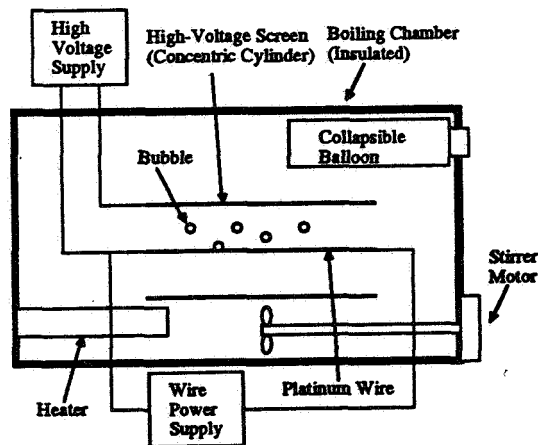 High
Voltage
Supply
High-Voltage Screen
(Concentric Cylinder)
Boiling Chamber
(Insulated)
Collapsible
Balloon
Bubble
Stirrer
Motor
Heater
Wire
Power
Supply
Platinum Wire